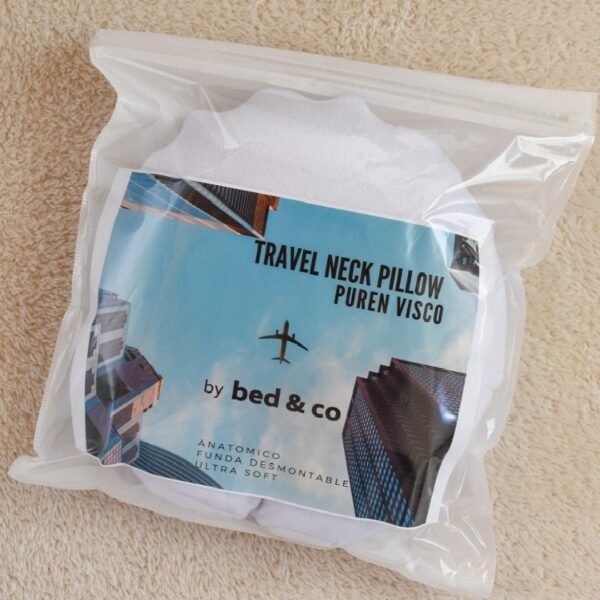 TRAVEL NECK PILLOW
PUREN VISCO
by bed & co
ANATOMICO
FUNDA DESMONTABLE
ULTRA SOFT